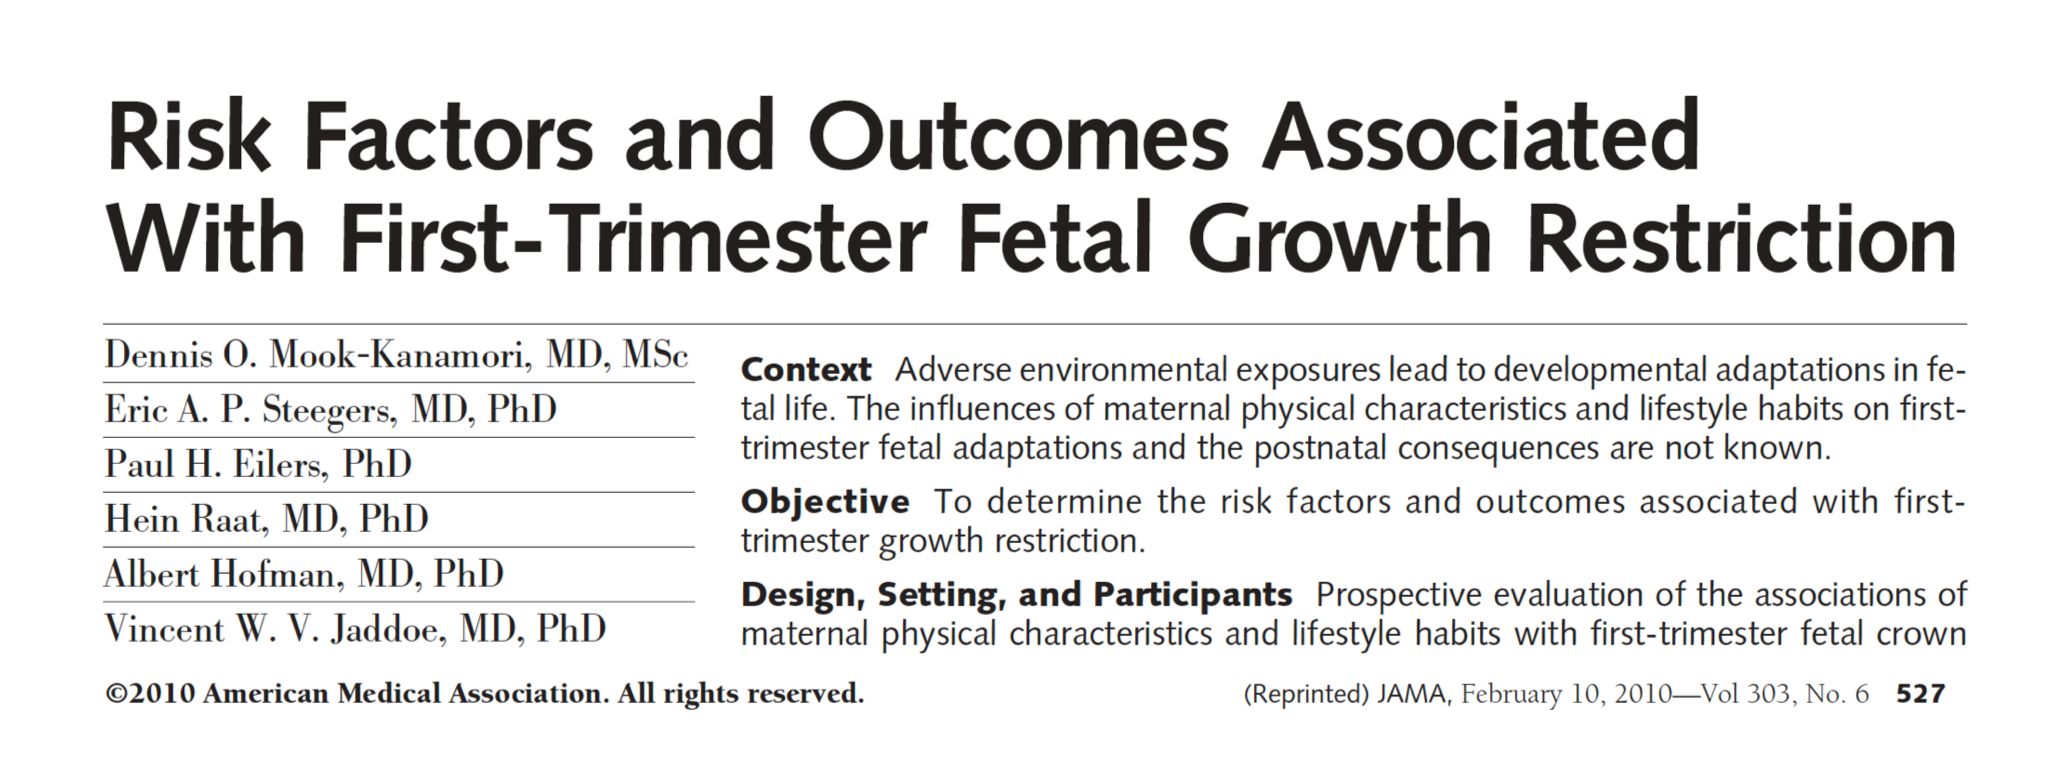 Risk Factors and Outcomes Associated
With First-Trimester Fetal Growth Restriction
Dennis O. Mook-Kanamori, MD, MSc
Eric A. P. Steegers, MD, PhD
Paul H. Eilers, PhD
Hein Raat, MD, PhD
Albert Hofman, MD, PhD
Vincent W. V. Jaddoe, MD, PhD
Context Adverse environmental exposures lead to developmental adaptations in fe-
tal life. The influences of maternal physical characteristics and lifestyle habits on first-
trimester fetal adaptations and the postnatal consequences are not known.
Objective To determine the risk factors and outcomes associated with first-
trimester growth restriction.
Design, Setting, and Participants Prospective evaluation of the associations of
maternal physical characteristics and lifestyle habits with first-trimester fetal crown
©2010 American Medical Association. All rights reserved.
(Reprinted) JAMA, February 10, 2010—Vol 303, No. 6 527